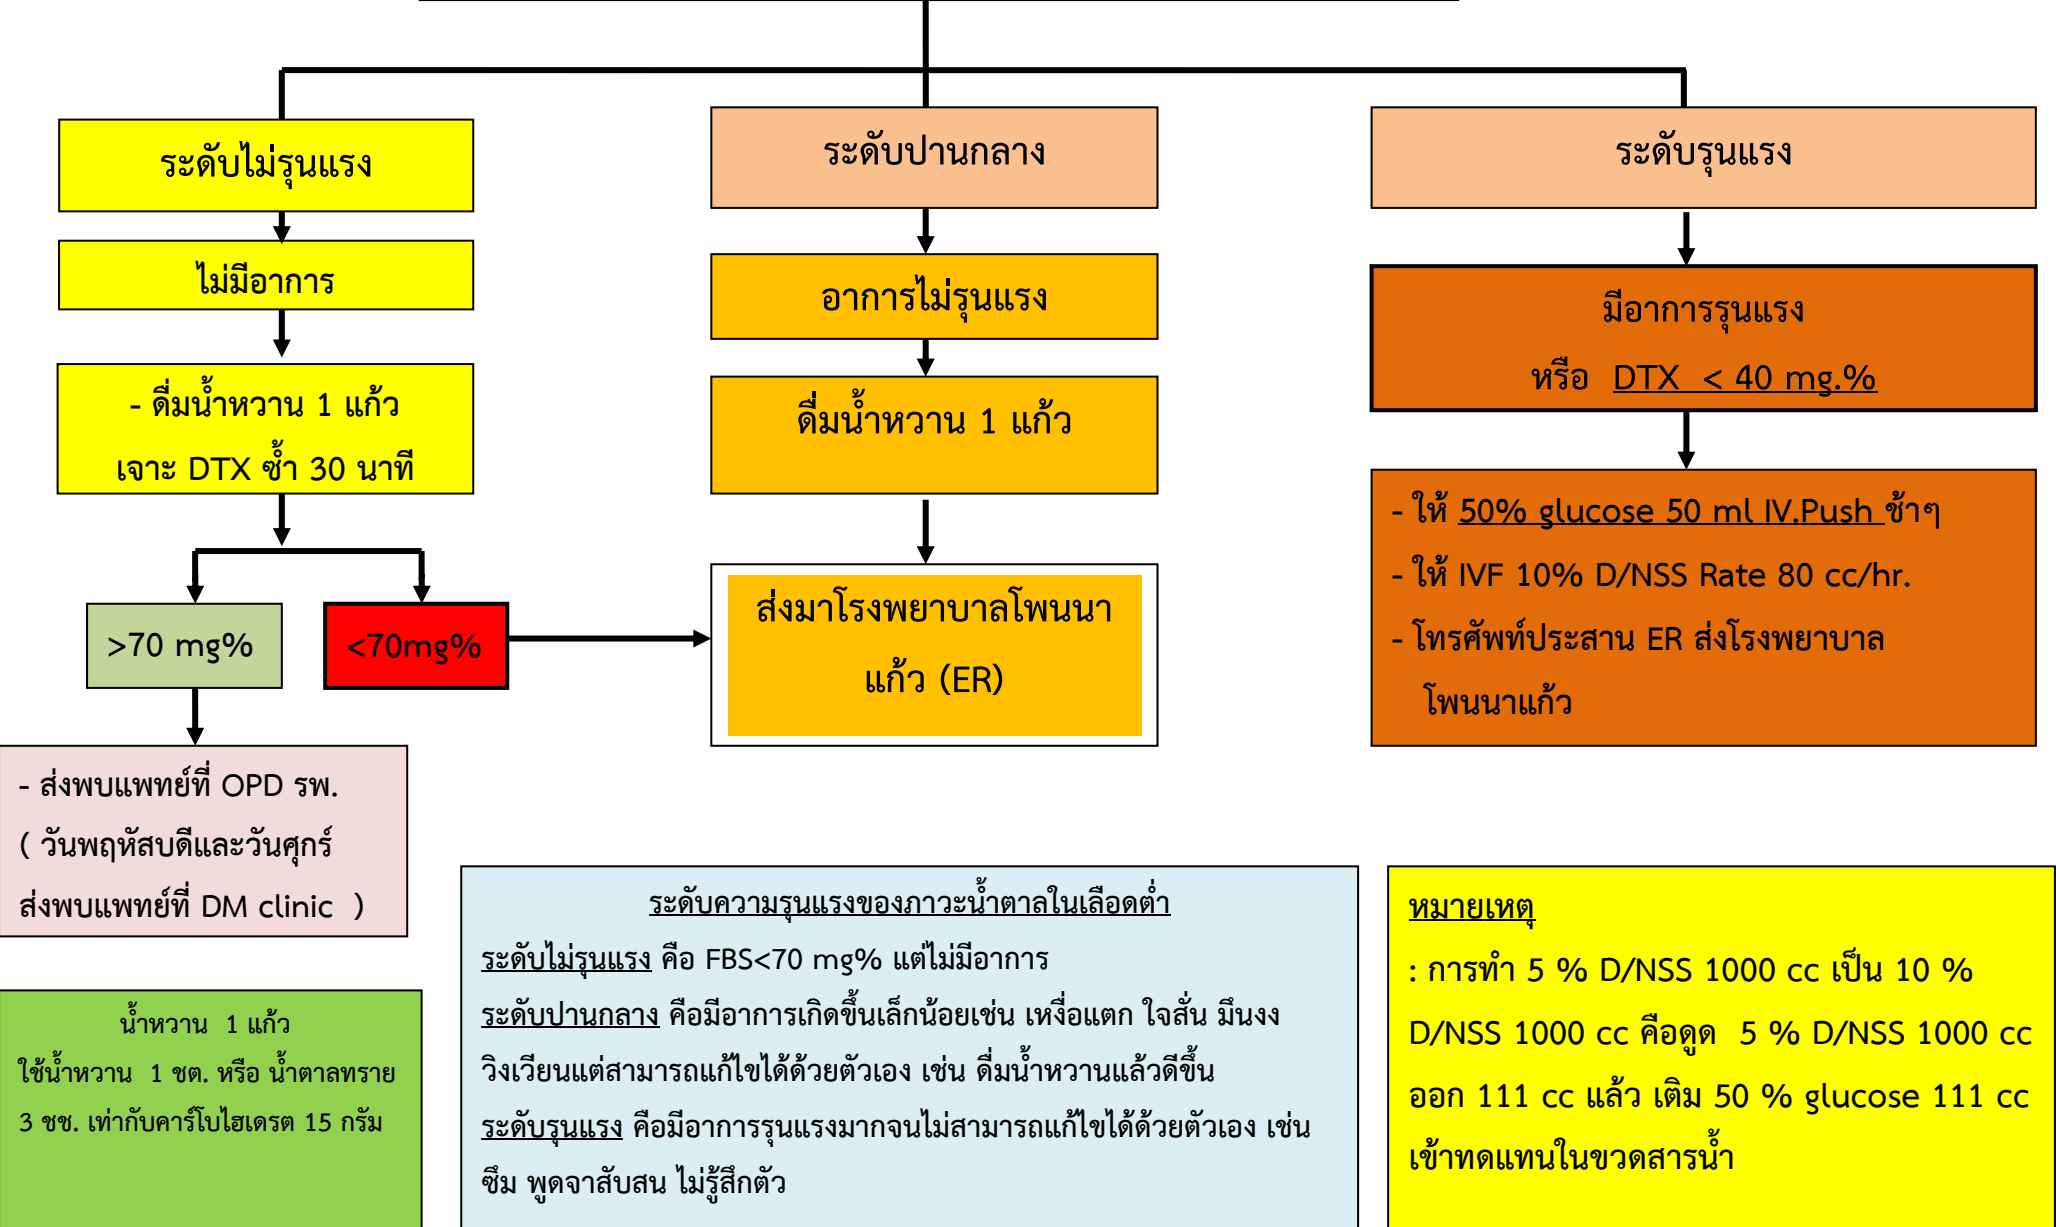 ระดับไม่รุนแรง
ระดับปานกลาง
ระดับรุนแรง
ไม่มีอาการ
อาการไม่รุนแรง
มีอาการรุนแรง
หรือ DTX < 40 mg.%
- ดื่มน้ำหวาน 1 แก้ว
เจาะ DTX ซ้ำ 30 นาที
ดื่มน้ำหวาน 1 แก้ว
- ให้ 50% glucose 50 ml IV.Push ช้าๆ
- ให้ IVF 10% D/NSS Rate 80 cc/hr.
- โทรศัพท์ประสาน ER ส่งโรงพยาบาล
โพนนาแก้ว
>70 mg%
<70mg%
ส่งมาโรงพยาบาลโพนนา
แก้ว (ER)
- ส่งพบแพทย์ที่ OPD รพ.
( วันพฤหัสบดีและวันศุกร์
ส่งพบแพทย์ที่ DM clinic )
น้ำหวาน 1 แก้ว
ใช้น้ำหวาน 1 ชต. หรือ น้ำตาลทราย
3 ชช. เท่ากับคาร์โบไฮเดรต 15 กรัม
ระดับความรุนแรงของภาวะน้ำตาลในเลือดต่ำ
ระดับไม่รุนแรง คือ FBS<70 mg% แต่ไม่มีอาการ
ระดับปานกลาง คือมีอาการเกิดขึ้นเล็กน้อยเช่น เหงื่อแตก ใจสั่น มึนงง
วิงเวียนแต่สามารถแก้ไขได้ด้วยตัวเอง เช่น ดื่มน้ำหวานแล้วดีขึ้น
ระดับรุนแรง คือมีอาการรุนแรงมากจนไม่สามารถแก้ไขได้ด้วยตัวเอง เช่น
ซึม พูดจาสับสน ไม่รู้สึกตัว
หมายเหตุ
: การทำ 5 % D/NSS 1000 cc เป็น 10 %
D/NSS 1000 cc คือดูด 5 % D/NSS 1000 cc
ออก 111 cc แล้ว เติม 50 % glucose 111 cc
เข้าทดแทนในขวดสารน้ำ